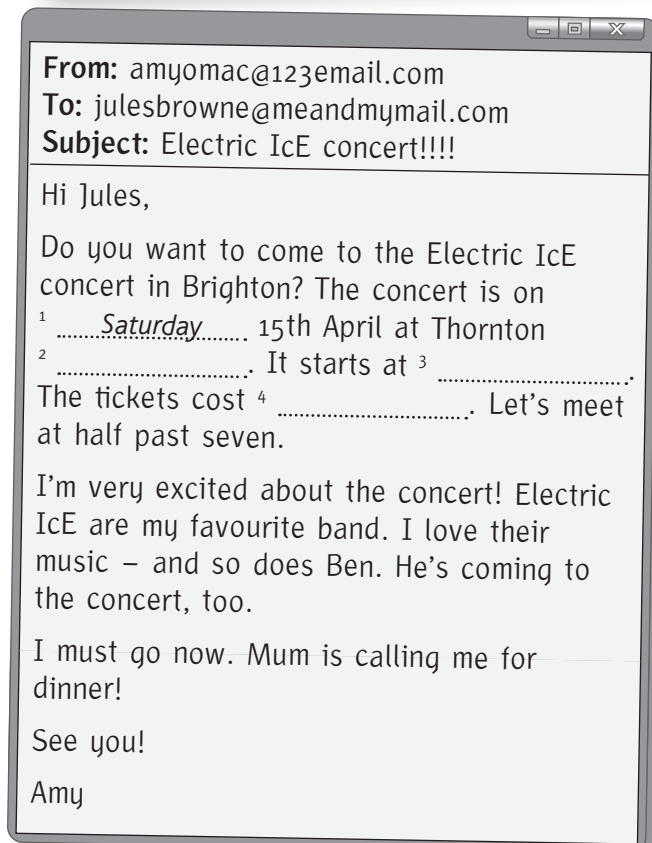 From: amyomac@123email.com
To: julesbrowne@meandmymail.com
Subject: Electric IcE concert!!!!
Hi Jules,
Do you want to come to the Electric IcE
concert in Brighton? The concert is on
1 Saturday 15th April at Thornton
2 . It starts at 3 .
The tickets cost 4 . Let's meet
at half past seven.
I'm very excited about the concert! Electric
IcE are my favourite band. I love their
music – and so does Ben. He's coming to
the concert, too.
I must go now. Mum is calling me for
dinner!
See you!
Amy